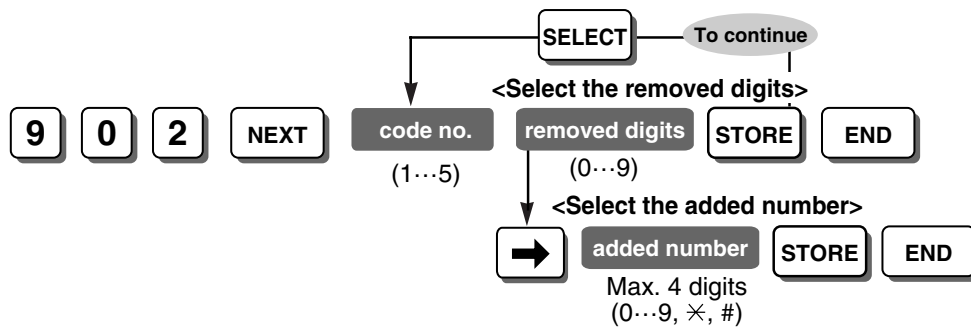 SELECT To continue
<Select the removed digits>
9 0 2 NEXT code no. removed digits STORE END
(1···5) (0···9)
<Select the added number>
➡ added number STORE END
Max. 4 digits
(0···9, ✳, #)